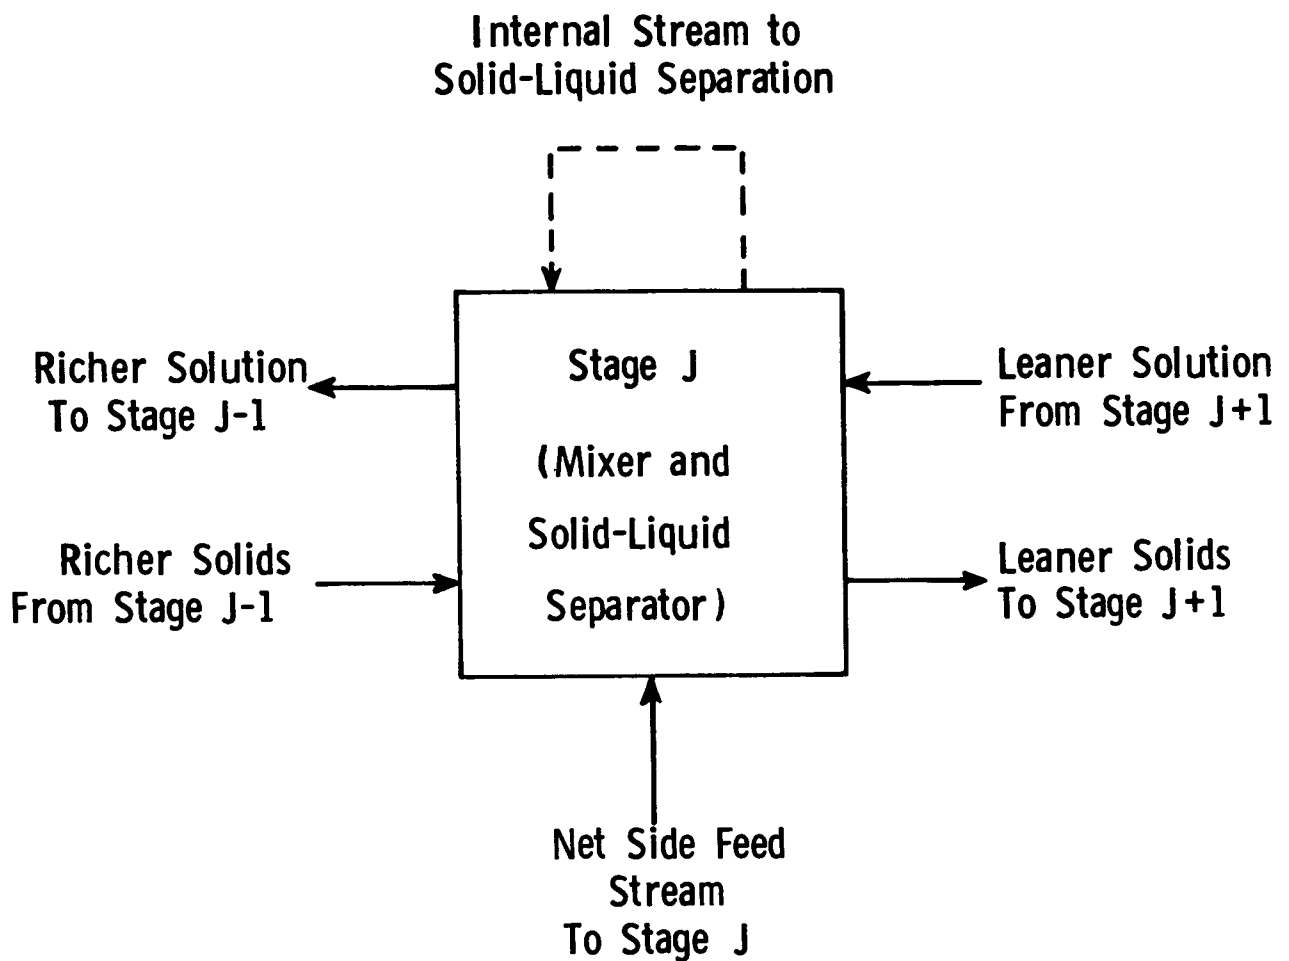 Internal Stream to
Solid-Liquid Separation
Richer Solution
To Stage J-1
Stage J
(Mixer and
Solid-Liquid
Separator)
Leaner Solution
From Stage J+1
Richer Solids
From Stage J-1
Leaner Solids
To Stage J+1
Net Side Feed
Stream
To Stage J